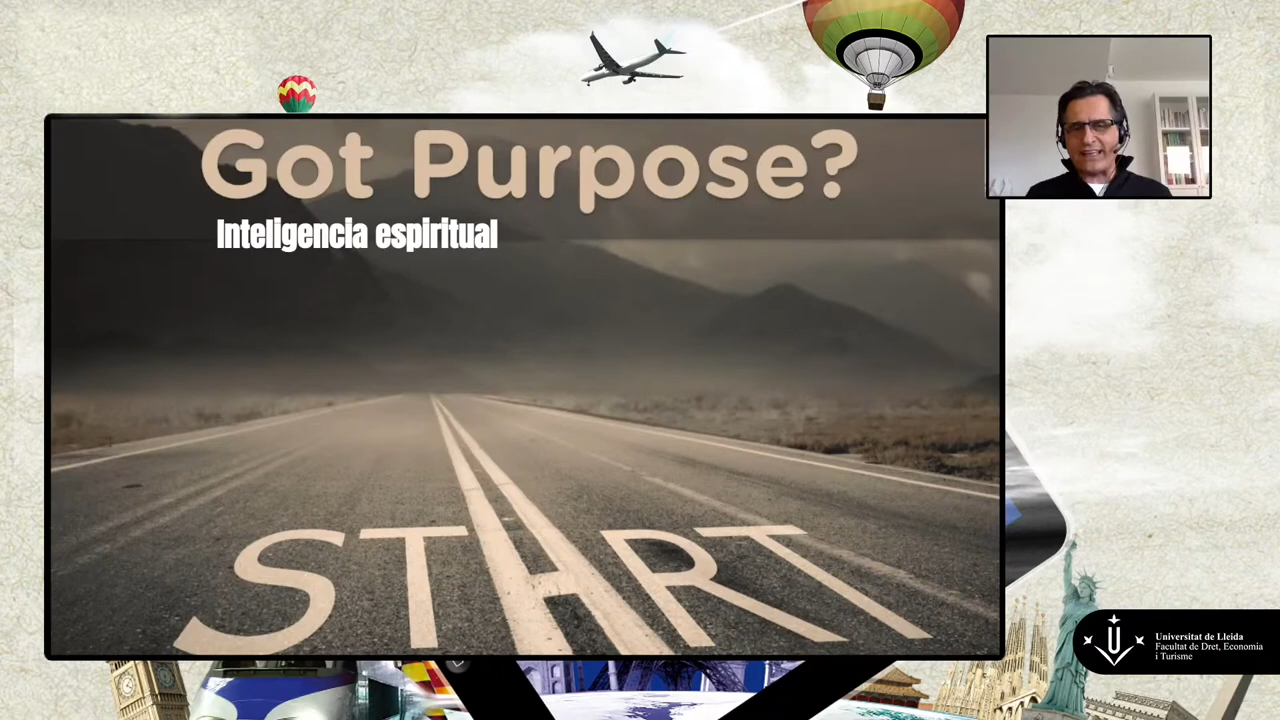 Got Purpose?
Inteligencia espiritual
START
Universitat de Lleida
Facultat de Dret, Economia
i Turisme